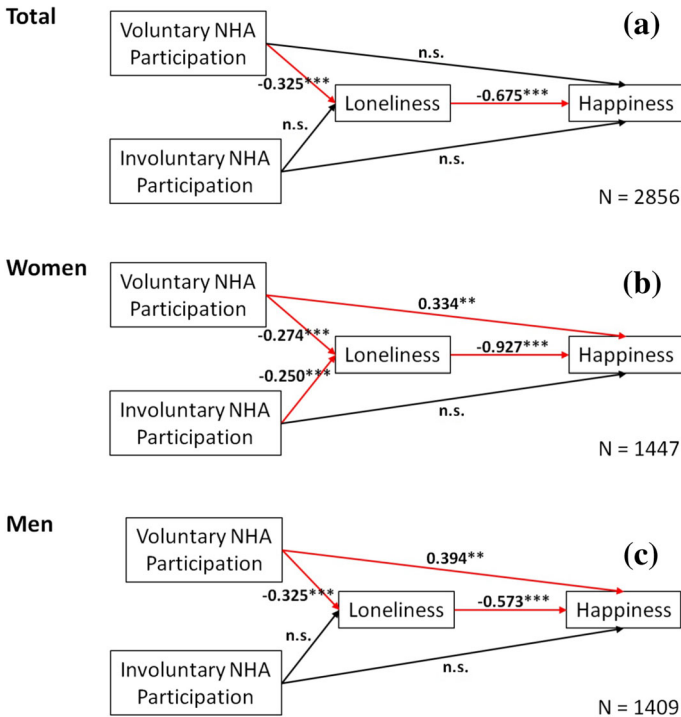 Total
(a)
Voluntary NHA
Participation
n.s.
-0.325***
Loneliness
-0.675***
Happiness
n.s.
Involuntary NHA
Participation
n.s.
N = 2856
Women
(b)
Voluntary NHA
Participation
0.334**
-0.274***
Loneliness
-0.927***
Happiness
-0.250***
Involuntary NHA
Participation
n.s.
N = 1447
Men
(c)
Voluntary NHA
Participation
0.394**
-0.325***
Loneliness
-0.573***
Happiness
n.s.
Involuntary NHA
Participation
n.s.
N = 1409